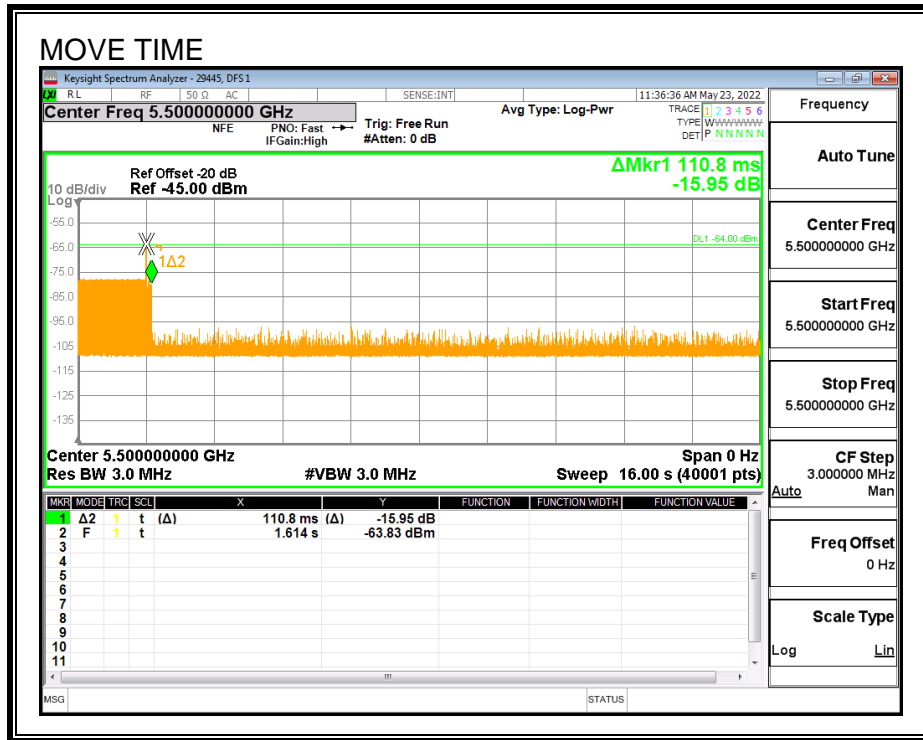 MOVE TIME
Keysight Spectrum Analyzer - 29445, DFS 1
LXI RL RF 50 Ω AC SENSE:INT 11:36:36 AM May 23, 2022
Center Freq 5.500000000 GHz Avg Type: Log-Pwr TRACE 1 2 3 4 5 6
NFE PNO: Fast Trig: Free Run TYPE WWWWWWW
IFGain:High #Atten: 0 dB DET P N N N N N
ΔMkr1 110.8 ms
Ref Offset -20 dB
10 dB/div Ref -45.00 dBm -15.95 dB
Log
-55.0
DL1 -64.00 dBm
-65.0
1Δ2
-75.0
-85.0
-95.0
-105
-115
-125
-135
Center 5.500000000 GHz Span 0 Hz
Res BW 3.0 MHz #VBW 3.0 MHz Sweep 16.00 s (40001 pts)
MKR MODE TRC SCL X Y FUNCTION FUNCTION WIDTH FUNCTION VALUE
1 Δ2 1 t (Δ) 110.8 ms (Δ) -15.95 dB
2 F 1 t 1.614 s -63.83 dBm
3
4
5
6
7
8
9
10
11
MSG STATUS
Frequency
Auto Tune
Center Freq
5.500000000 GHz
Start Freq
5.500000000 GHz
Stop Freq
5.500000000 GHz
CF Step
3.000000 MHz
Auto Man
Freq Offset
0 Hz
Scale Type
Log Lin